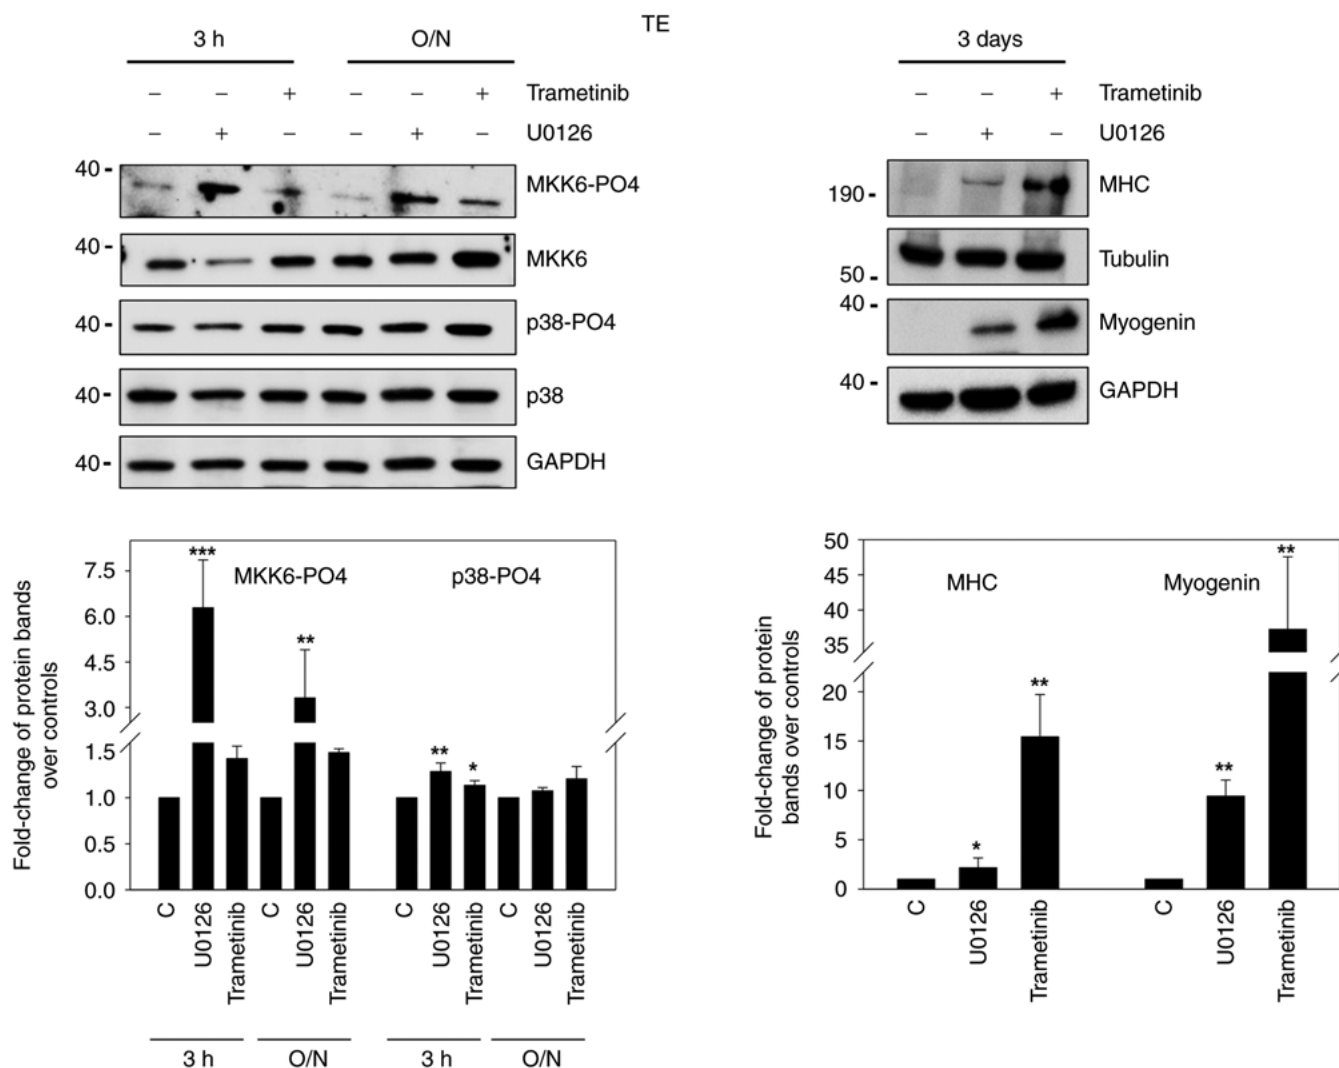 TE
3 h O/N
– – + – – + Trametinib
– + – – + – U0126
40 - MKK6-PO4
40 - MKK6
40 - p38-PO4
40 - p38
40 - GAPDH
3 days
– – + Trametinib
– + – U0126
190 - MHC
Tubulin
50 -
40 - Myogenin
40 - GAPDH
Fold-change of protein bands
over controls
7.5
6.0
4.5
3.0
1.5
1.0
0.5
0.0
MKK6-PO4 p38-PO4
*** ** ** *
C U0126 Trametinib C U0126 Trametinib C U0126 Trametinib C U0126 Trametinib
3 h O/N 3 h O/N
Fold-change of protein
bands over controls
50
45
40
35
20
15
10
5
0
MHC Myogenin
* ** ** **
C U0126 Trametinib C U0126 Trametinib